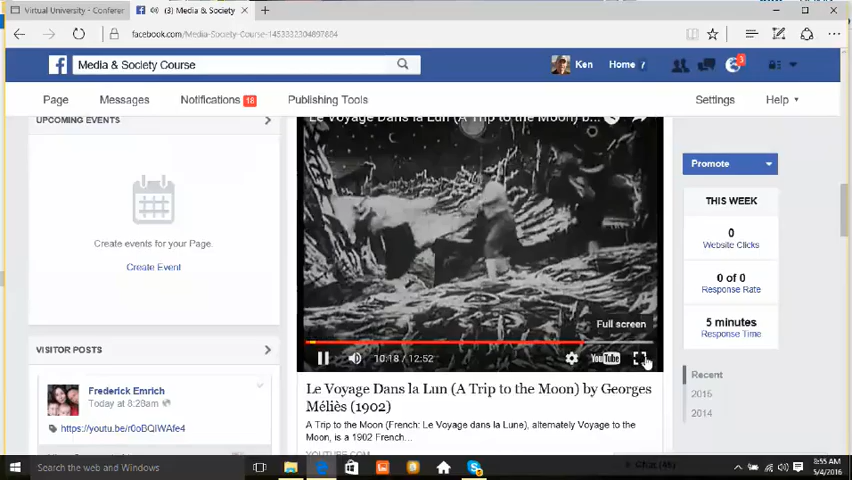 Virtual University - Conferer
(3) Media & Society
facebook.com/Media-Society-Course-1453332304897884
Media & Society Course
Ken
Home 7
3
Page
Messages
Notifications 18
Publishing Tools
Settings
Help
UPCOMING EVENTS
Create events for your Page.
Create Event
VISITOR POSTS
Frederick Emrich
Today at 8:28am
https://youtu.be/r0oBQIWAfe4
Le Voyage Dans la Lun (A Trip to the Moon) b...
Full screen
10:18 / 12:52
YouTube
Le Voyage Dans la Lun (A Trip to the Moon) by Georges
Méliès (1902)
A Trip to the Moon (French: Le Voyage dans la Lune), alternately Voyage to the
Moon, is a 1902 French...
YOUTUBE.COM
Promote
THIS WEEK
0
Website Clicks
0 of 0
Response Rate
5 minutes
Response Time
Recent
2014
Search the web and Windows
8:55 AM
5/4/2016